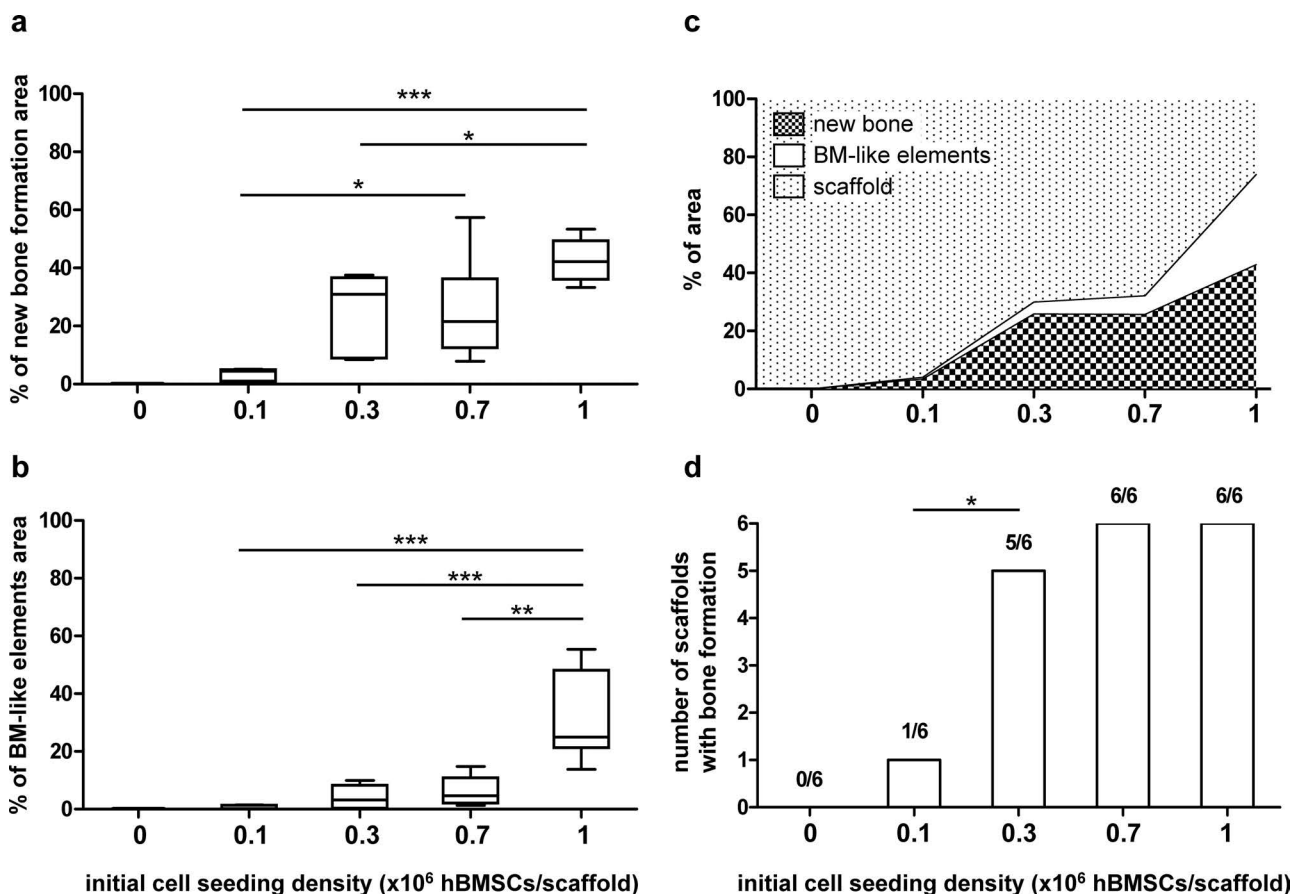 a
% of new bone formation area
100
80
60
40
20
0
***
*
*
0 0.1 0.3 0.7 1
b
% of BM-like elements area
100
80
60
40
20
0
***
***
**
0 0.1 0.3 0.7 1
initial cell seeding density (x10⁶ hBMSCs/scaffold)
c
% of area
100
80
60
40
20
0
new bone
BM-like elements
scaffold
0 0.1 0.3 0.7 1
d
number of scaffolds
with bone formation
6
5
4
3
2
1
0
0/6
1/6
*
5/6
6/6
6/6
0 0.1 0.3 0.7 1
initial cell seeding density (x10⁶ hBMSCs/scaffold)